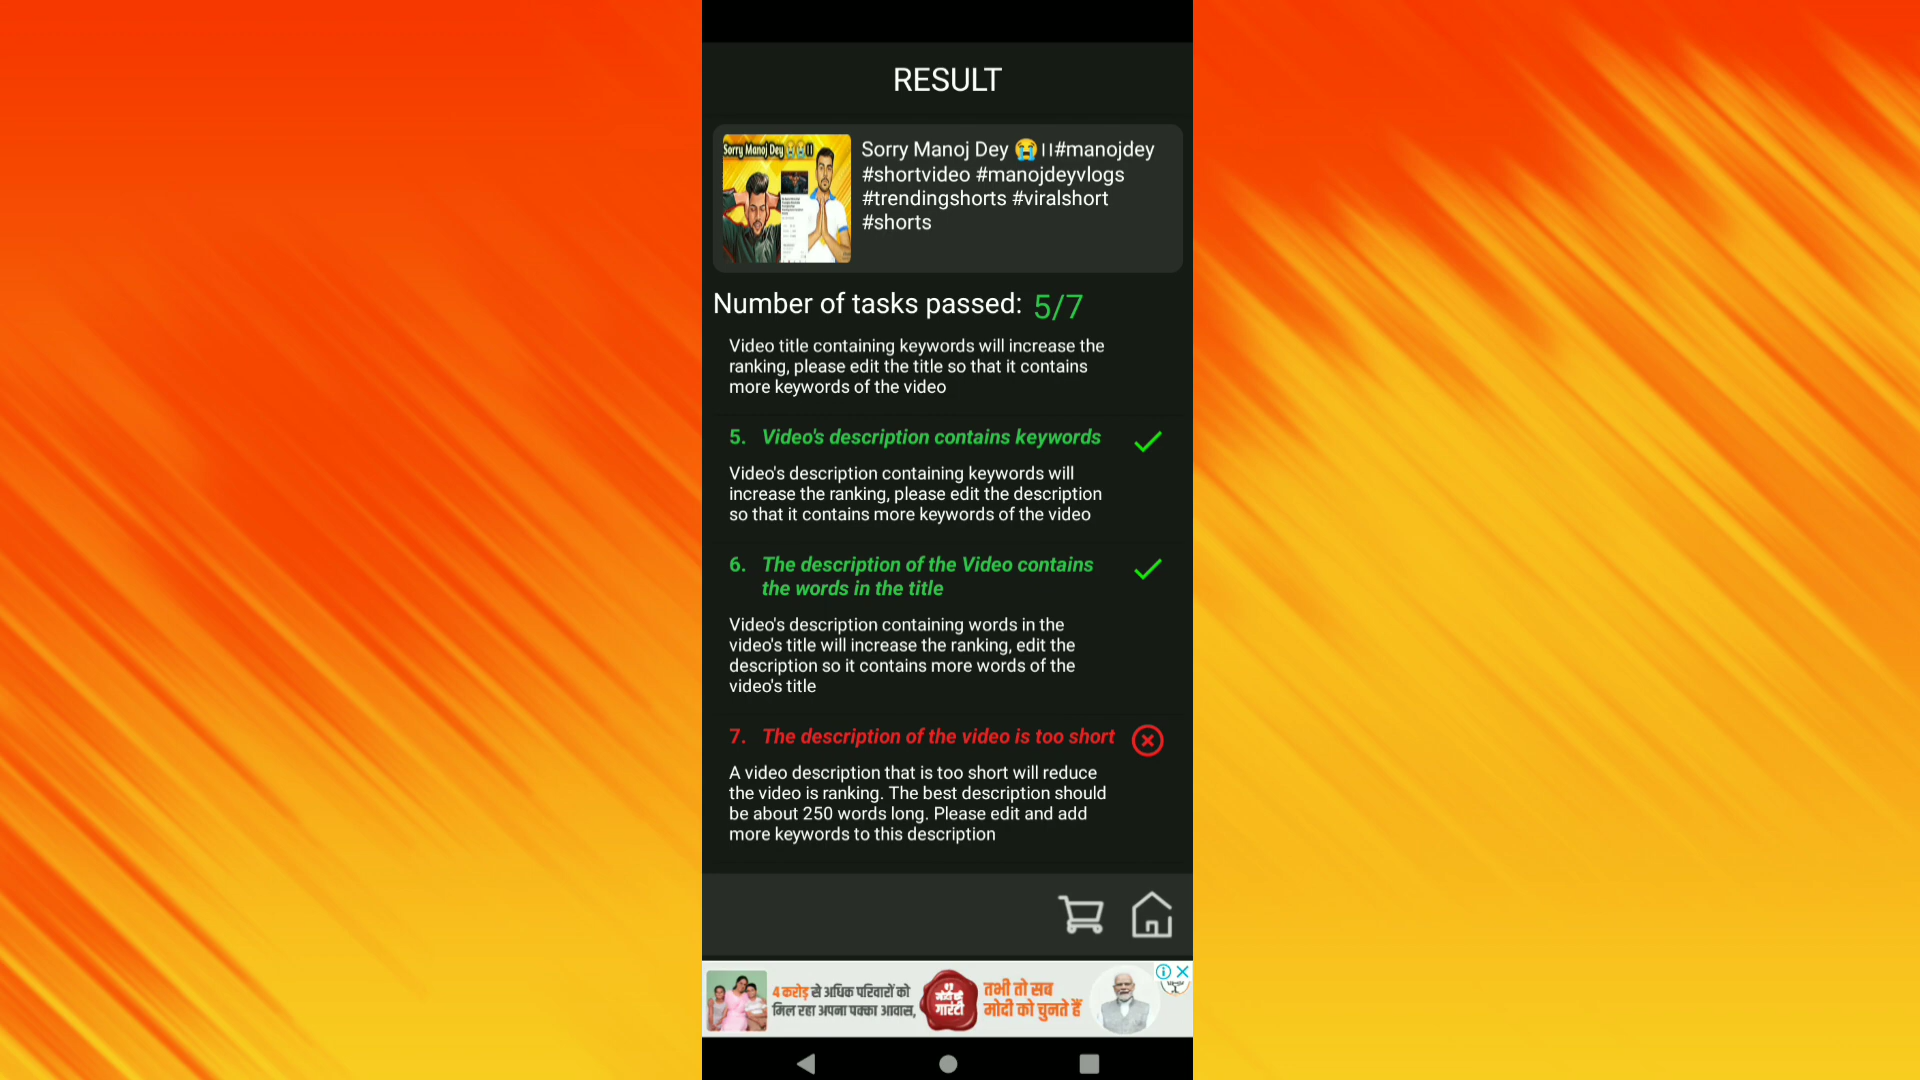 RESULT
Sorry Manoj Dey 😭😭।।
Sorry Manoj Dey 😭।।#manojdey
#shortvideo #manojdeyvlogs
#trendingshorts #viralshort
#shorts
Number of tasks passed: 5/7
Video title containing keywords will increase the
ranking, please edit the title so that it contains
more keywords of the video
5. Video's description contains keywords
Video's description containing keywords will
increase the ranking, please edit the description
so that it contains more keywords of the video
6. The description of the Video contains
the words in the title
Video's description containing words in the
video's title will increase the ranking, edit the
description so it contains more words of the
video's title
7. The description of the video is too short
A video description that is too short will reduce
the video is ranking. The best description should
be about 250 words long. Please edit and add
more keywords to this description
4 करोड़ से अधिक परिवारों को
मिल रहा अपना पक्का आवास,
मोदी की
गारंटी
तभी तो सब
मोदी को चुनते हैं